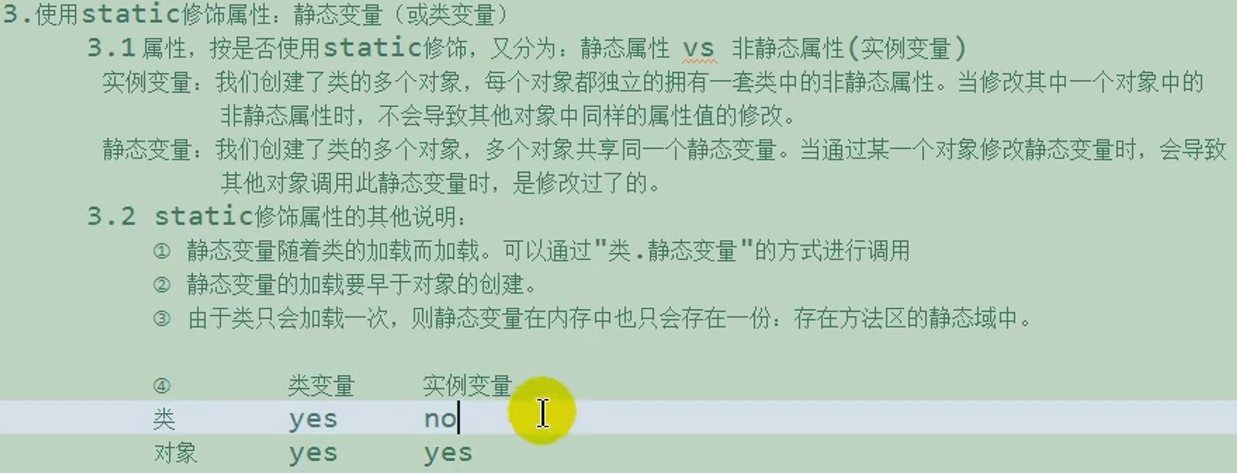 3.使用static修饰属性：静态变量（或类变量）
3.1 属性，按是否使用static修饰，又分为：静态属性 vs 非静态属性(实例变量)
实例变量：我们创建了类的多个对象，每个对象都独立的拥有一套类中的非静态属性。当修改其中一个对象中的
非静态属性时，不会导致其他对象中同样的属性值的修改。
静态变量：我们创建了类的多个对象，多个对象共享同一个静态变量。当通过某一个对象修改静态变量时，会导致
其他对象调用此静态变量时，是修改过了的。
3.2 static修饰属性的其他说明：
① 静态变量随着类的加载而加载。可以通过"类.静态变量"的方式进行调用
② 静态变量的加载要早于对象的创建。
③ 由于类只会加载一次，则静态变量在内存中也只会存在一份：存在方法区的静态域中。
④ 类变量 实例变量
类 yes no
对象 yes yes